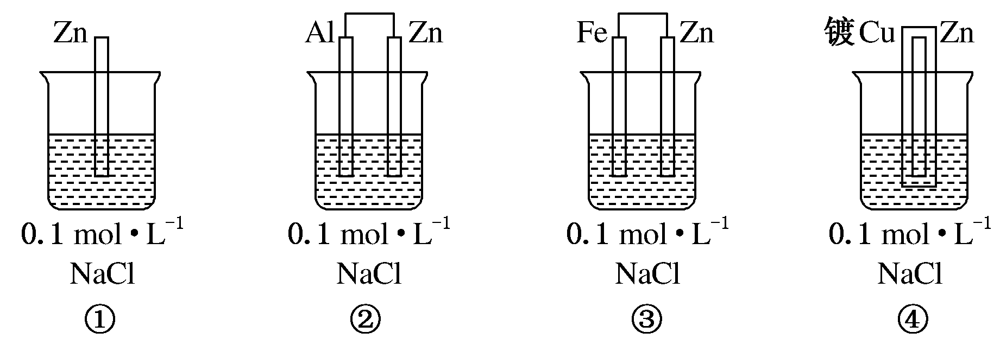 Zn
0.1 mol·L⁻¹
NaCl
①
Al Zn
0.1 mol·L⁻¹
NaCl
②
Fe Zn
0.1 mol·L⁻¹
NaCl
③
镀Cu Zn
0.1 mol·L⁻¹
NaCl
④